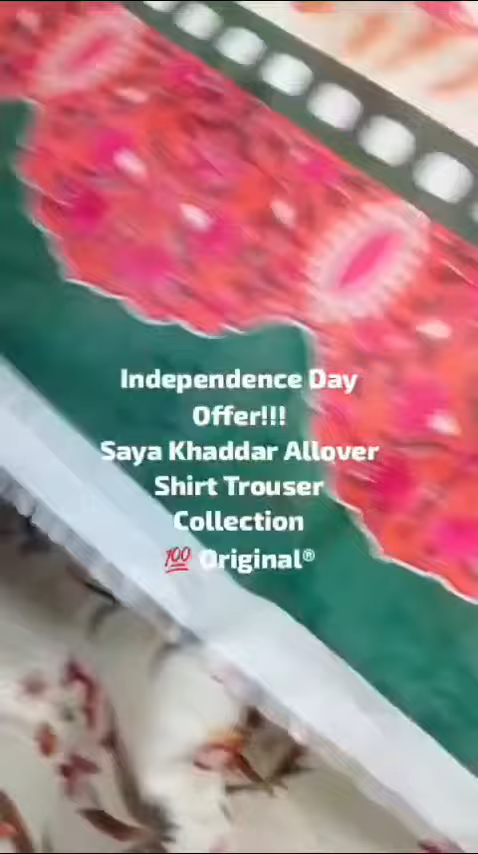 Independence Day
Offer!!!
Saya Khaddar Allover
Shirt Trouser
Collection
💯 Original®